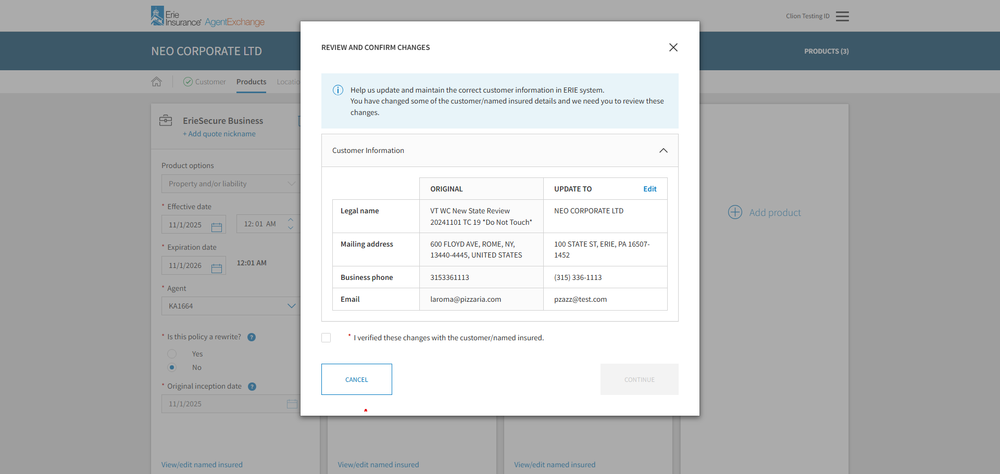 Erie
Insurance® AgentExchange
Clion Testing ID
NEO CORPORATE LTD
PRODUCTS (3)
Customer
Products
Locatio
ErieSecure Business
+ Add quote nickname
Product options
Property and/or liability
* Effective date
11/1/2025
12: 01 AM
* Expiration date
11/1/2026
12:01 AM
* Agent
KA1664
* Is this policy a rewrite? ?
Yes
No
* Original inception date ?
11/1/2025
View/edit named insured
View/edit named insured
View/edit named insured
Add product
REVIEW AND CONFIRM CHANGES
Help us update and maintain the correct customer information in ERIE system.
You have changed some of the customer/named insured details and we need you to review these
changes.
Customer Information
ORIGINAL
UPDATE TO
Edit
Legal name
VT WC New State Review
20241101 TC 19 *Do Not Touch*
NEO CORPORATE LTD
Mailing address
600 FLOYD AVE, ROME, NY,
13440-4445, UNITED STATES
100 STATE ST, ERIE, PA 16507-
1452
Business phone
3153361113
(315) 336-1113
Email
laroma@pizzaria.com
pzazz@test.com
* I verified these changes with the customer/named insured.
CANCEL
CONTINUE